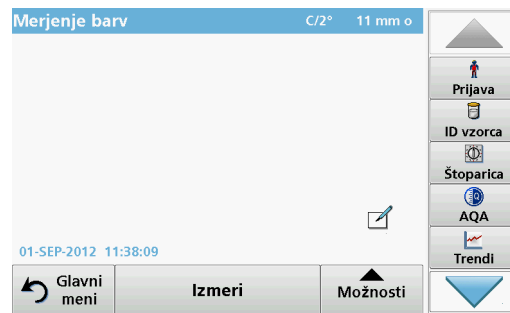 Merjenje barv C/2° 11 mm o
Prijava
ID vzorca
Štoparica
AQA
Trendi
01-SEP-2012 11:38:09
Glavni
meni
Izmeri
Možnosti